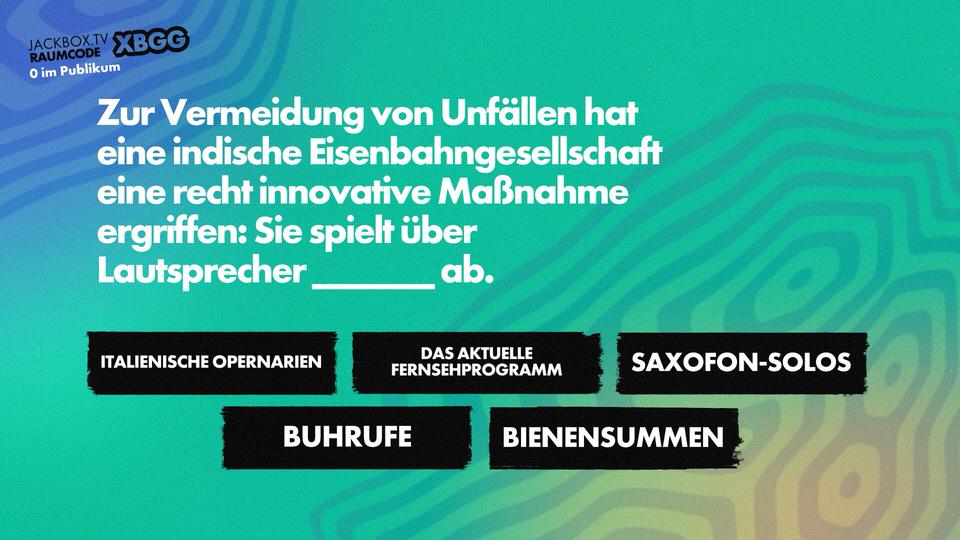 JACKBOX.TV
RAUMCODE XBGG
0 im Publikum
Zur Vermeidung von Unfällen hat
eine indische Eisenbahngesellschaft
eine recht innovative Maßnahme
ergriffen: Sie spielt über
Lautsprecher _______ ab.
ITALIENISCHE OPERNARIEN
DAS AKTUELLE
FERNSEHPROGRAMM
SAXOFON-SOLOS
BUHRUFE
BIENENSUMMEN